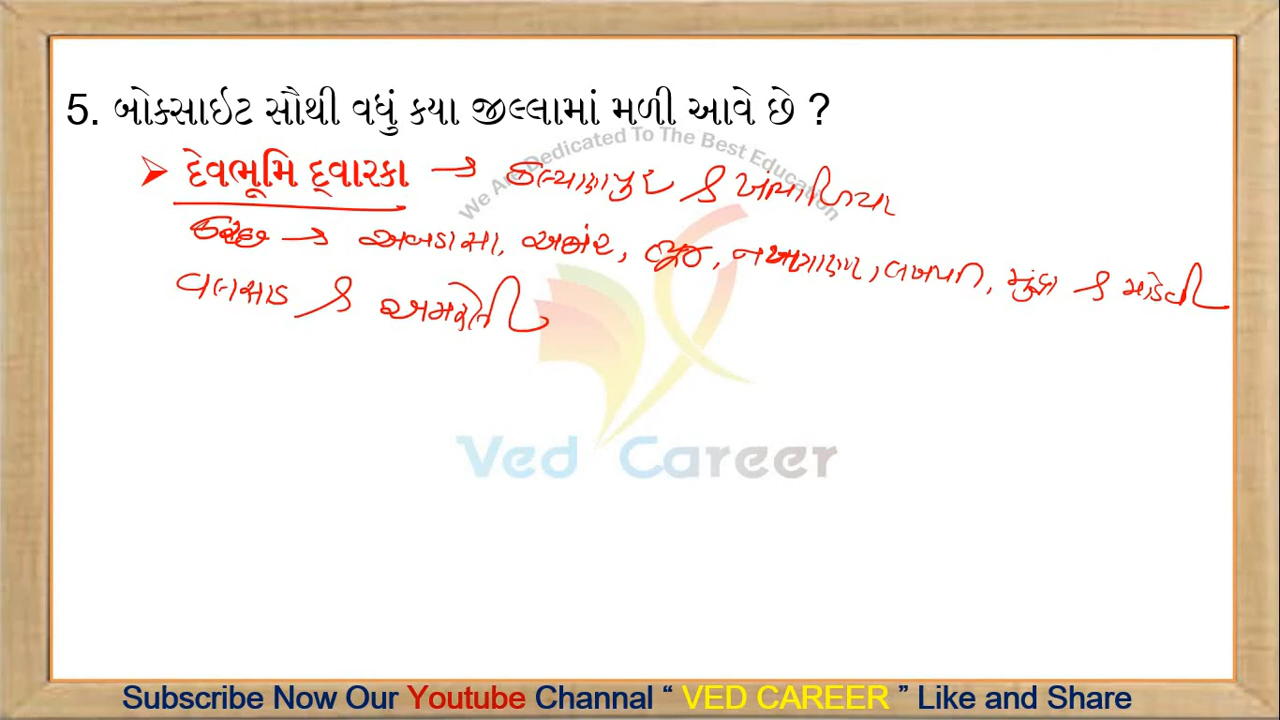 5. બોક્સાઇટ સૌથી વધું કયા જીલ્લામાં મળી આવે છે ?
We Are Dedicated To The Best Education
➢ દેવભૂમિ દ્વારકા → કલ્યાણપુર ને ખંભાળિયા
કચ્છ → અબડાસા, અંજાર, ભૂજ, નખત્રાણા, લખપત, મુંદ્રા ને માંડવી
વલસાડ ને અમરેલી
Ved Career
Subscribe Now Our Youtube Channal “ VED CAREER ” Like and Share